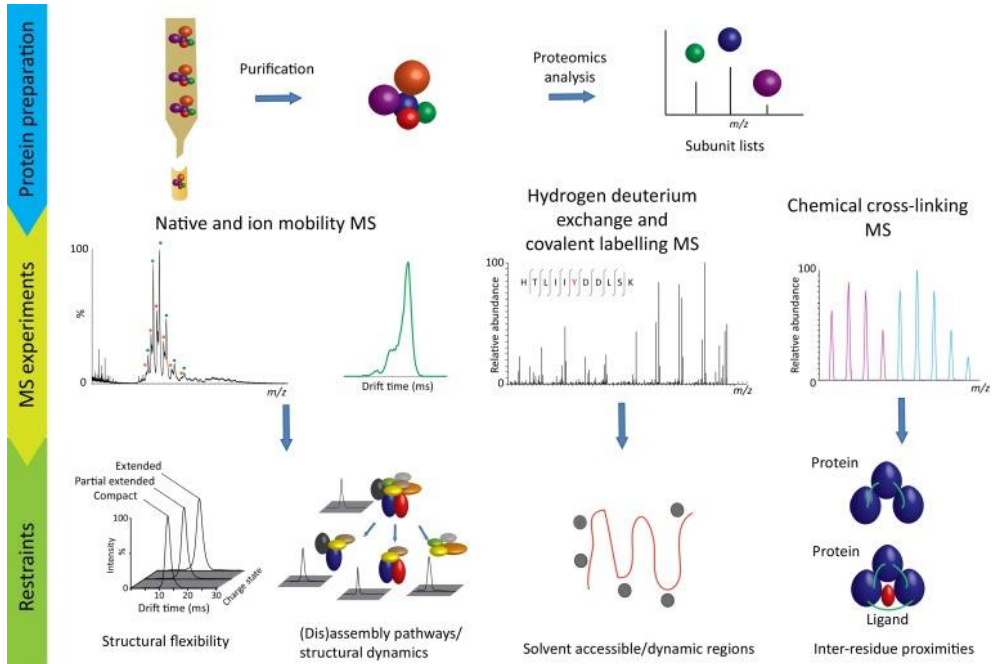 Protein preparation
Purification
Proteomics
analysis
m/z
Subunit lists
MS experiments
Native and ion mobility MS
100
%
0
m/z
Drift time (ms)
Hydrogen deuterium
exchange and
covalent labelling MS
100
Relative abundance
0
H T L I I Y D D L S K
m/z
Chemical cross-linking
MS
100
Relative abundance
0
m/z
Restraints
Extended
Partial extended
Compact
100
Intensity
%
0
10 20 30
Drift time (ms)
Charge state
Structural flexibility
(Dis)assembly pathways/
structural dynamics
Solvent accessible/dynamic regions
Protein
Protein
Ligand
Inter-residue proximities